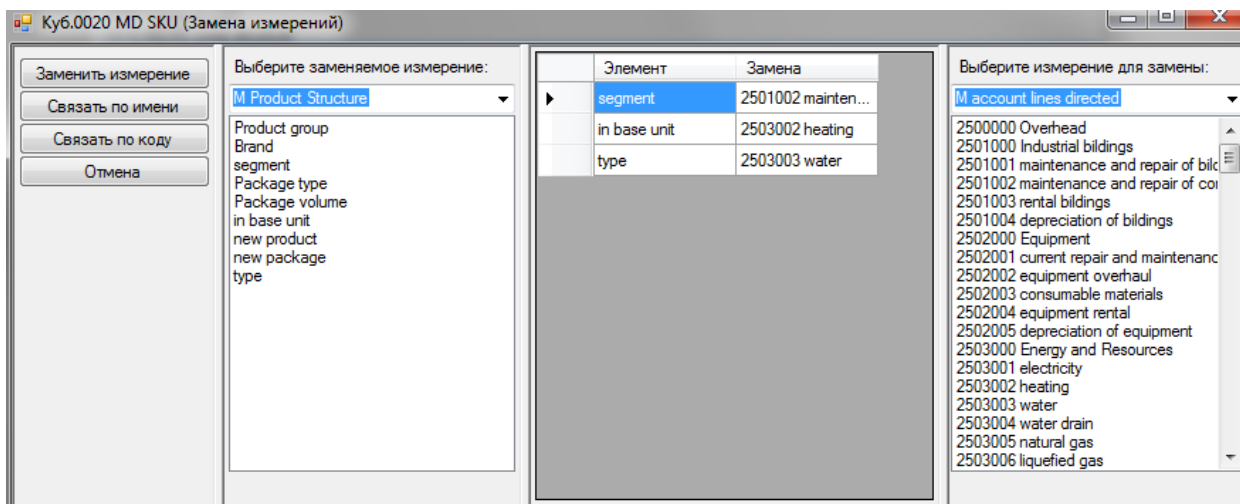 Куб.0020 MD SKU (Замена измерений)
Заменить измерение
Связать по имени
Связать по коду
Отмена
Выберите заменяемое измерение:
M Product Structure
Product group
Brand
segment
Package type
Package volume
in base unit
new product
new package
type
Элемент Замена
segment 2501002 mainten...
in base unit 2503002 heating
type 2503003 water
Выберите измерение для замены:
M account lines directed
2500000 Overhead
2501000 Industrial bildings
2501001 maintenance and repair of bilc
2501002 maintenance and repair of cor
2501003 rental bildings
2501004 depreciation of bildings
2502000 Equipment
2502001 current repair and maintenanc
2502002 equipment overhaul
2502003 consumable materials
2502004 equipment rental
2502005 depreciation of equipment
2503000 Energy and Resources
2503001 electricity
2503002 heating
2503003 water
2503004 water drain
2503005 natural gas
2503006 liquefied gas